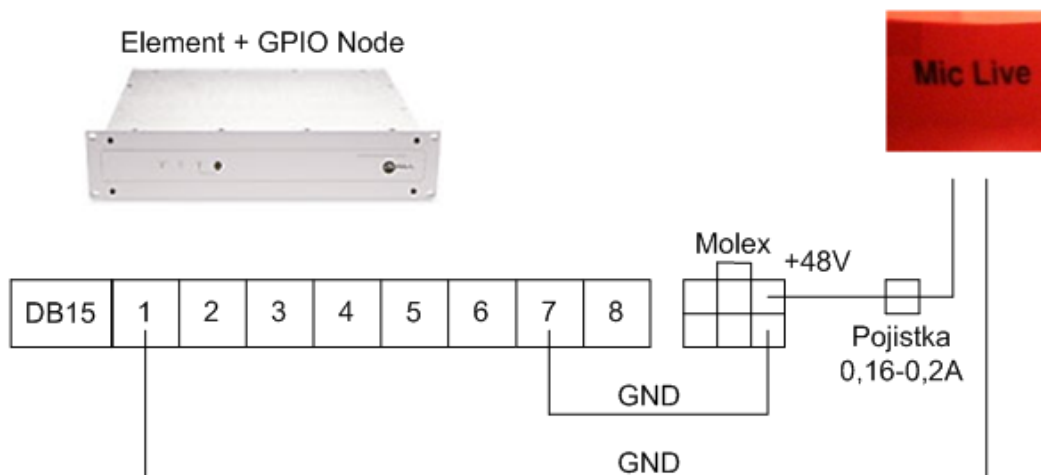 Element + GPIO Node
Mic Live
Molex
+48V
DB15 1 2 3 4 5 6 7 8
Pojistka
0,16-0,2A
GND
GND